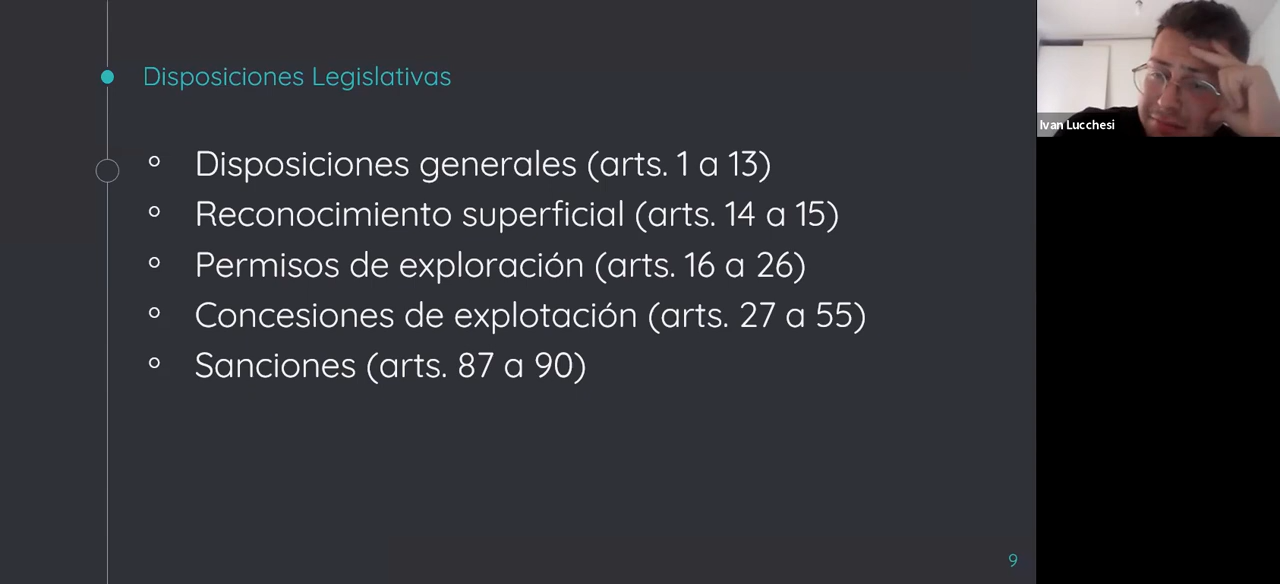 Disposiciones Legislativas
Disposiciones generales (arts. 1 a 13)
Reconocimiento superficial (arts. 14 a 15)
Permisos de exploración (arts. 16 a 26)
Concesiones de explotación (arts. 27 a 55)
Sanciones (arts. 87 a 90)
9
Ivan Lucchesi